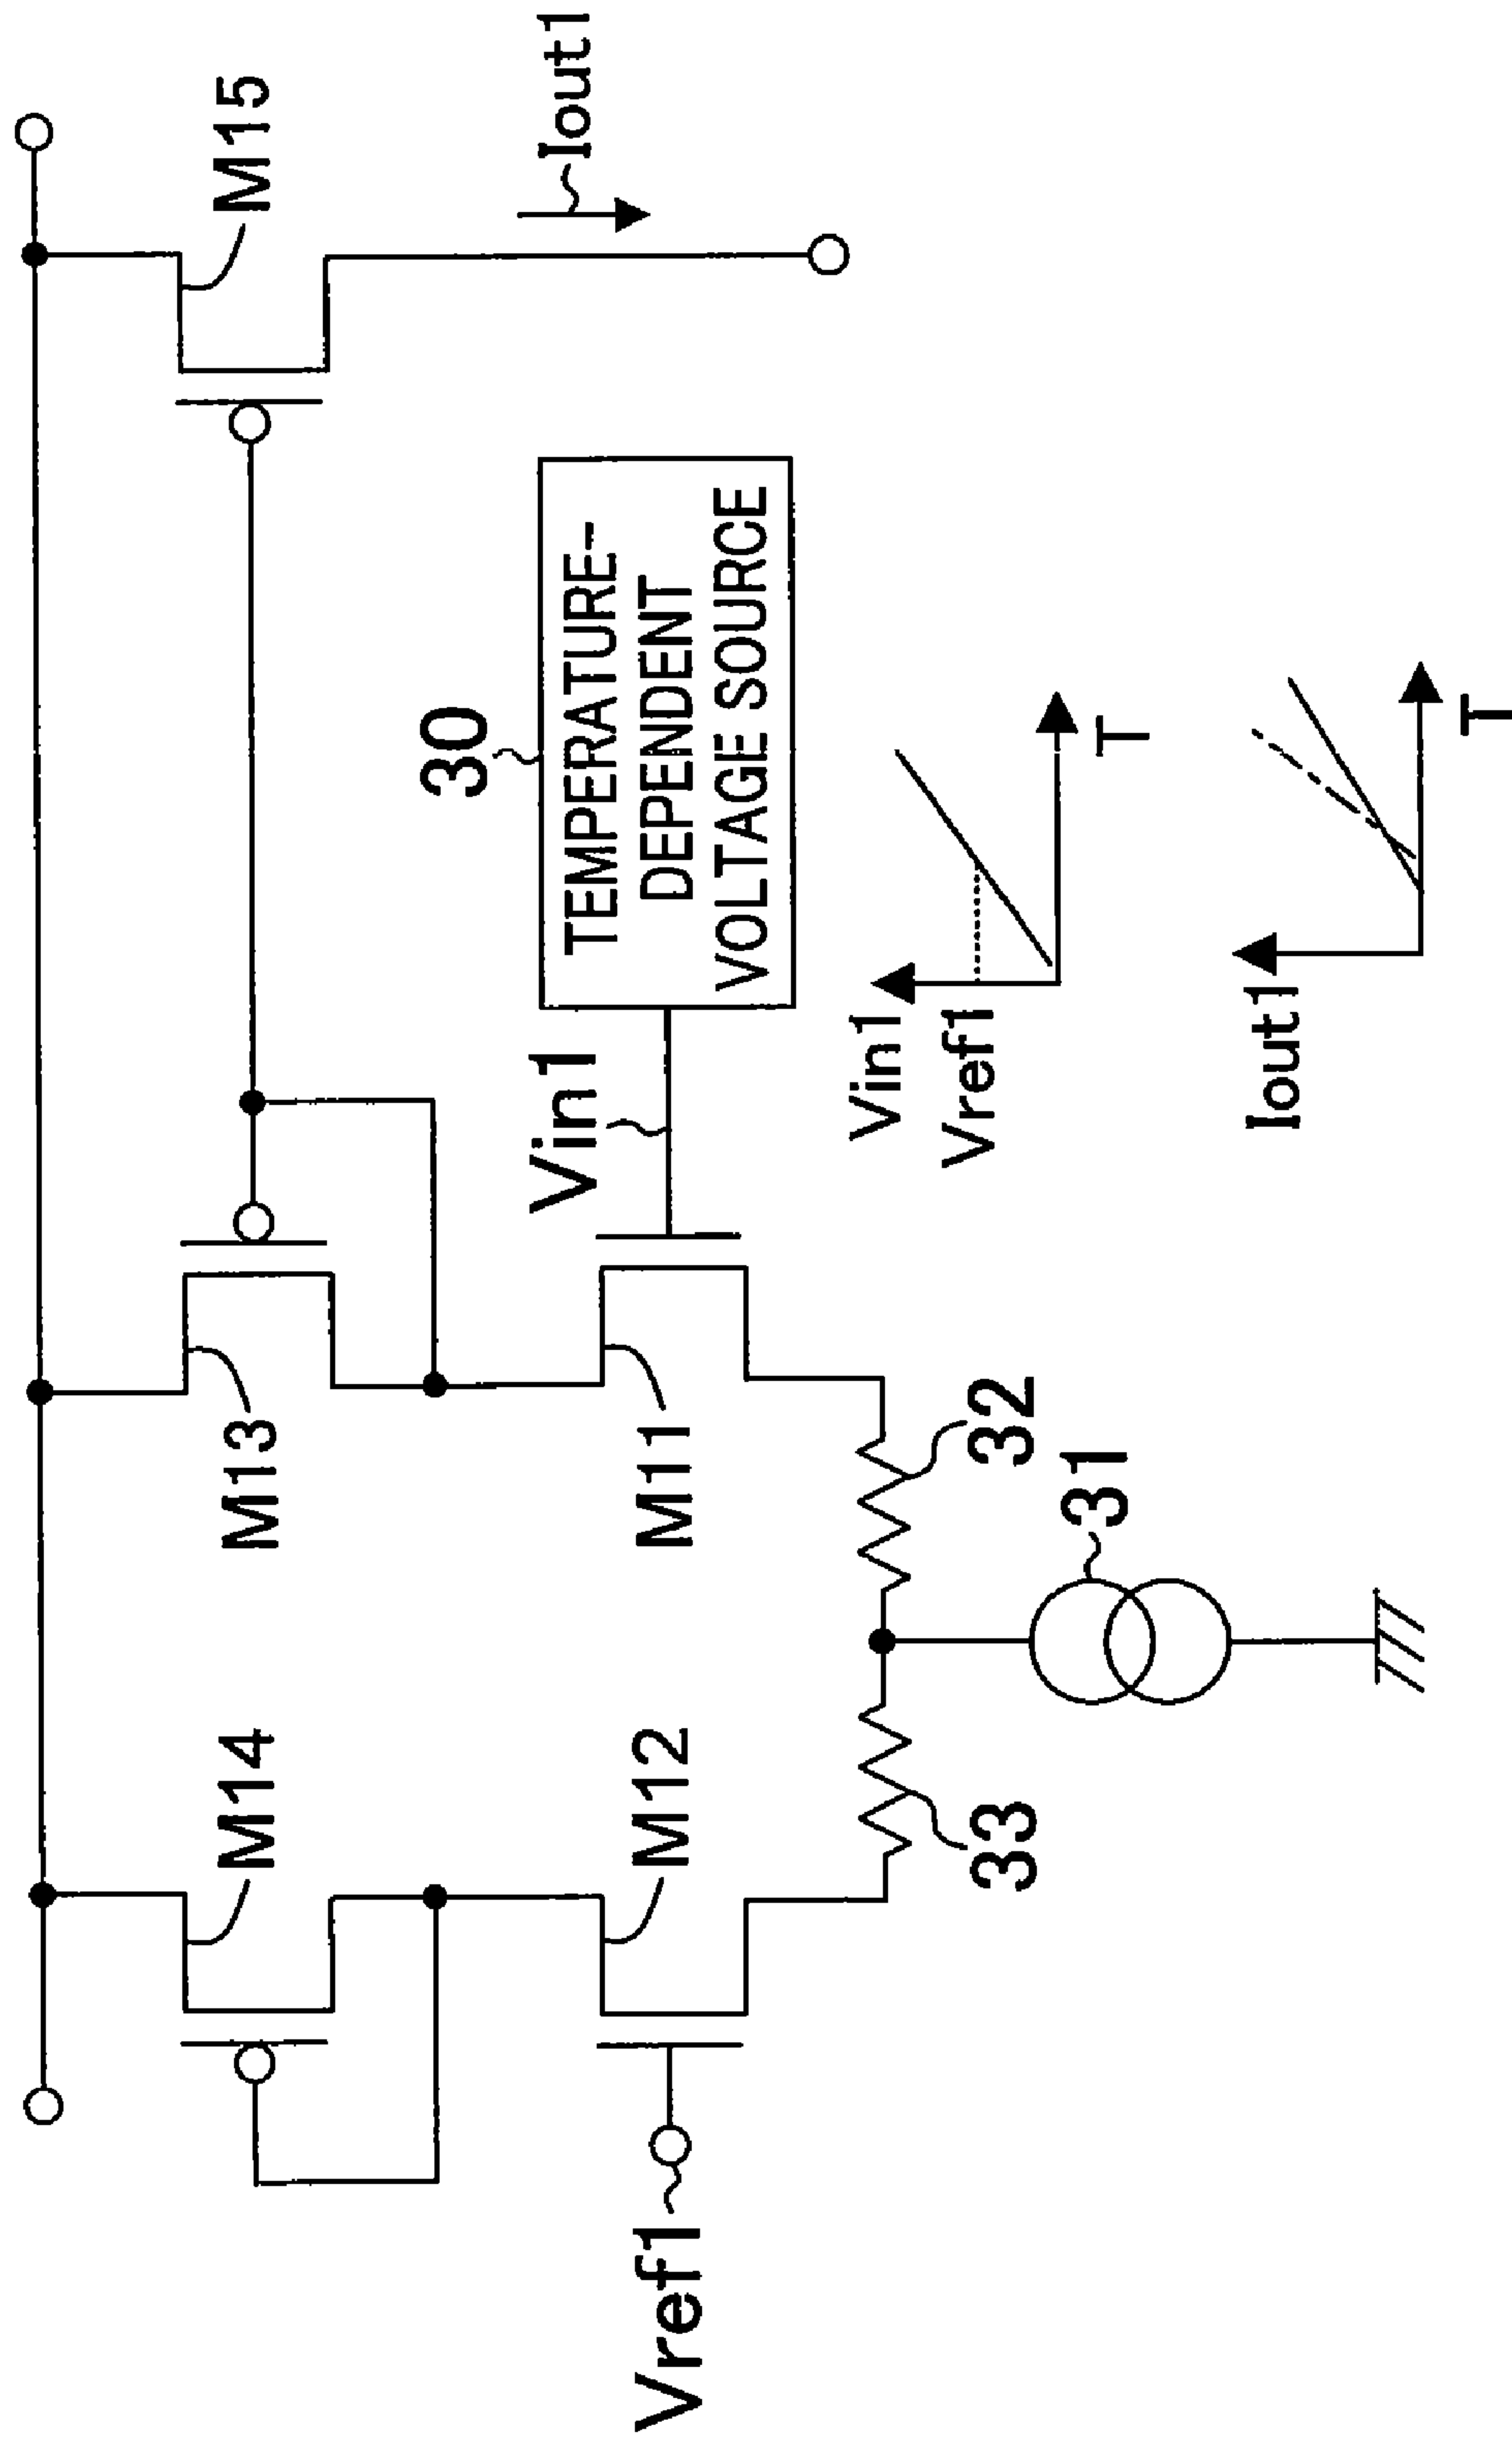 M14
M13
M15
Iout1
30
TEMPERATURE-
DEPENDENT
VOLTAGE SOURCE
Vin1
Vref1
M12
M11
33
32
31
Vin1
Vref1
T
Iout1
T